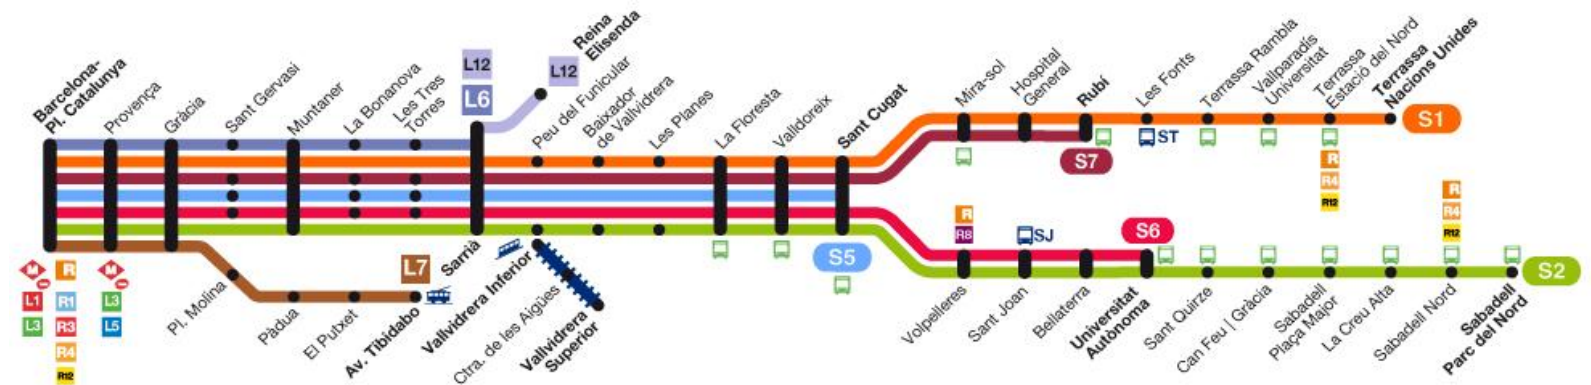 Barcelona-
Pl. Catalunya
Provença
Gràcia
Sant Gervasi
Muntaner
La Bonanova
Les Tres
Torres
L12
L6
L12
Reina
Elisenda
Peu del Funicular
Baixador
de Vallvidrera
Les Planes
La Floresta
Valldoreix
Sant Cugat
Mira-sol
Hospital
General
Rubí
Les Fonts
Terrassa Rambla
Vallparadís
Universitat
Terrassa
Estació del Nord
Terrassa
Nacions Unides
S1
S7
ST
R
R4
R12
R
R4
R12
R
R8
SJ
S6
S5
S2
M
R
L1
R1
L3
R3
R4
R12
M
L3
L5
Pl. Molina
Pàdua
El Putxet
Av. Tibidabo
L7
Sarrià
Vallvidrera Inferior
Ctra. de les Aigües
Vallvidrera
Superior
Volpelleres
Sant Joan
Bellaterra
Universitat
Autònoma
Sant Quirze
Can Feu | Gràcia
Sabadell
Plaça Major
La Creu Alta
Sabadell Nord
Sabadell
Parc del Nord